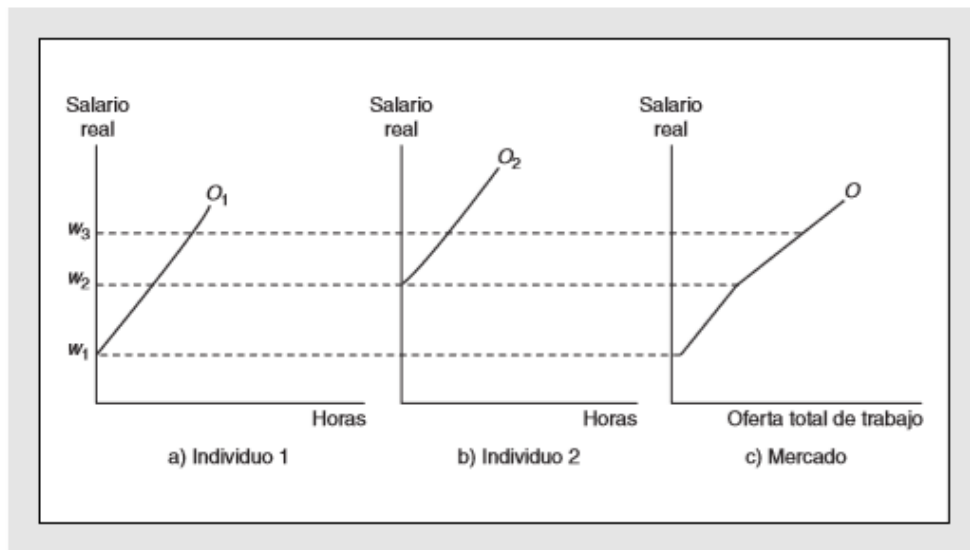 Salario
real
Salario
real
Salario
real
O₁
O₂
O
w₃
w₂
w₁
Horas
Horas
Oferta total de trabajo
a) Individuo 1
b) Individuo 2
c) Mercado